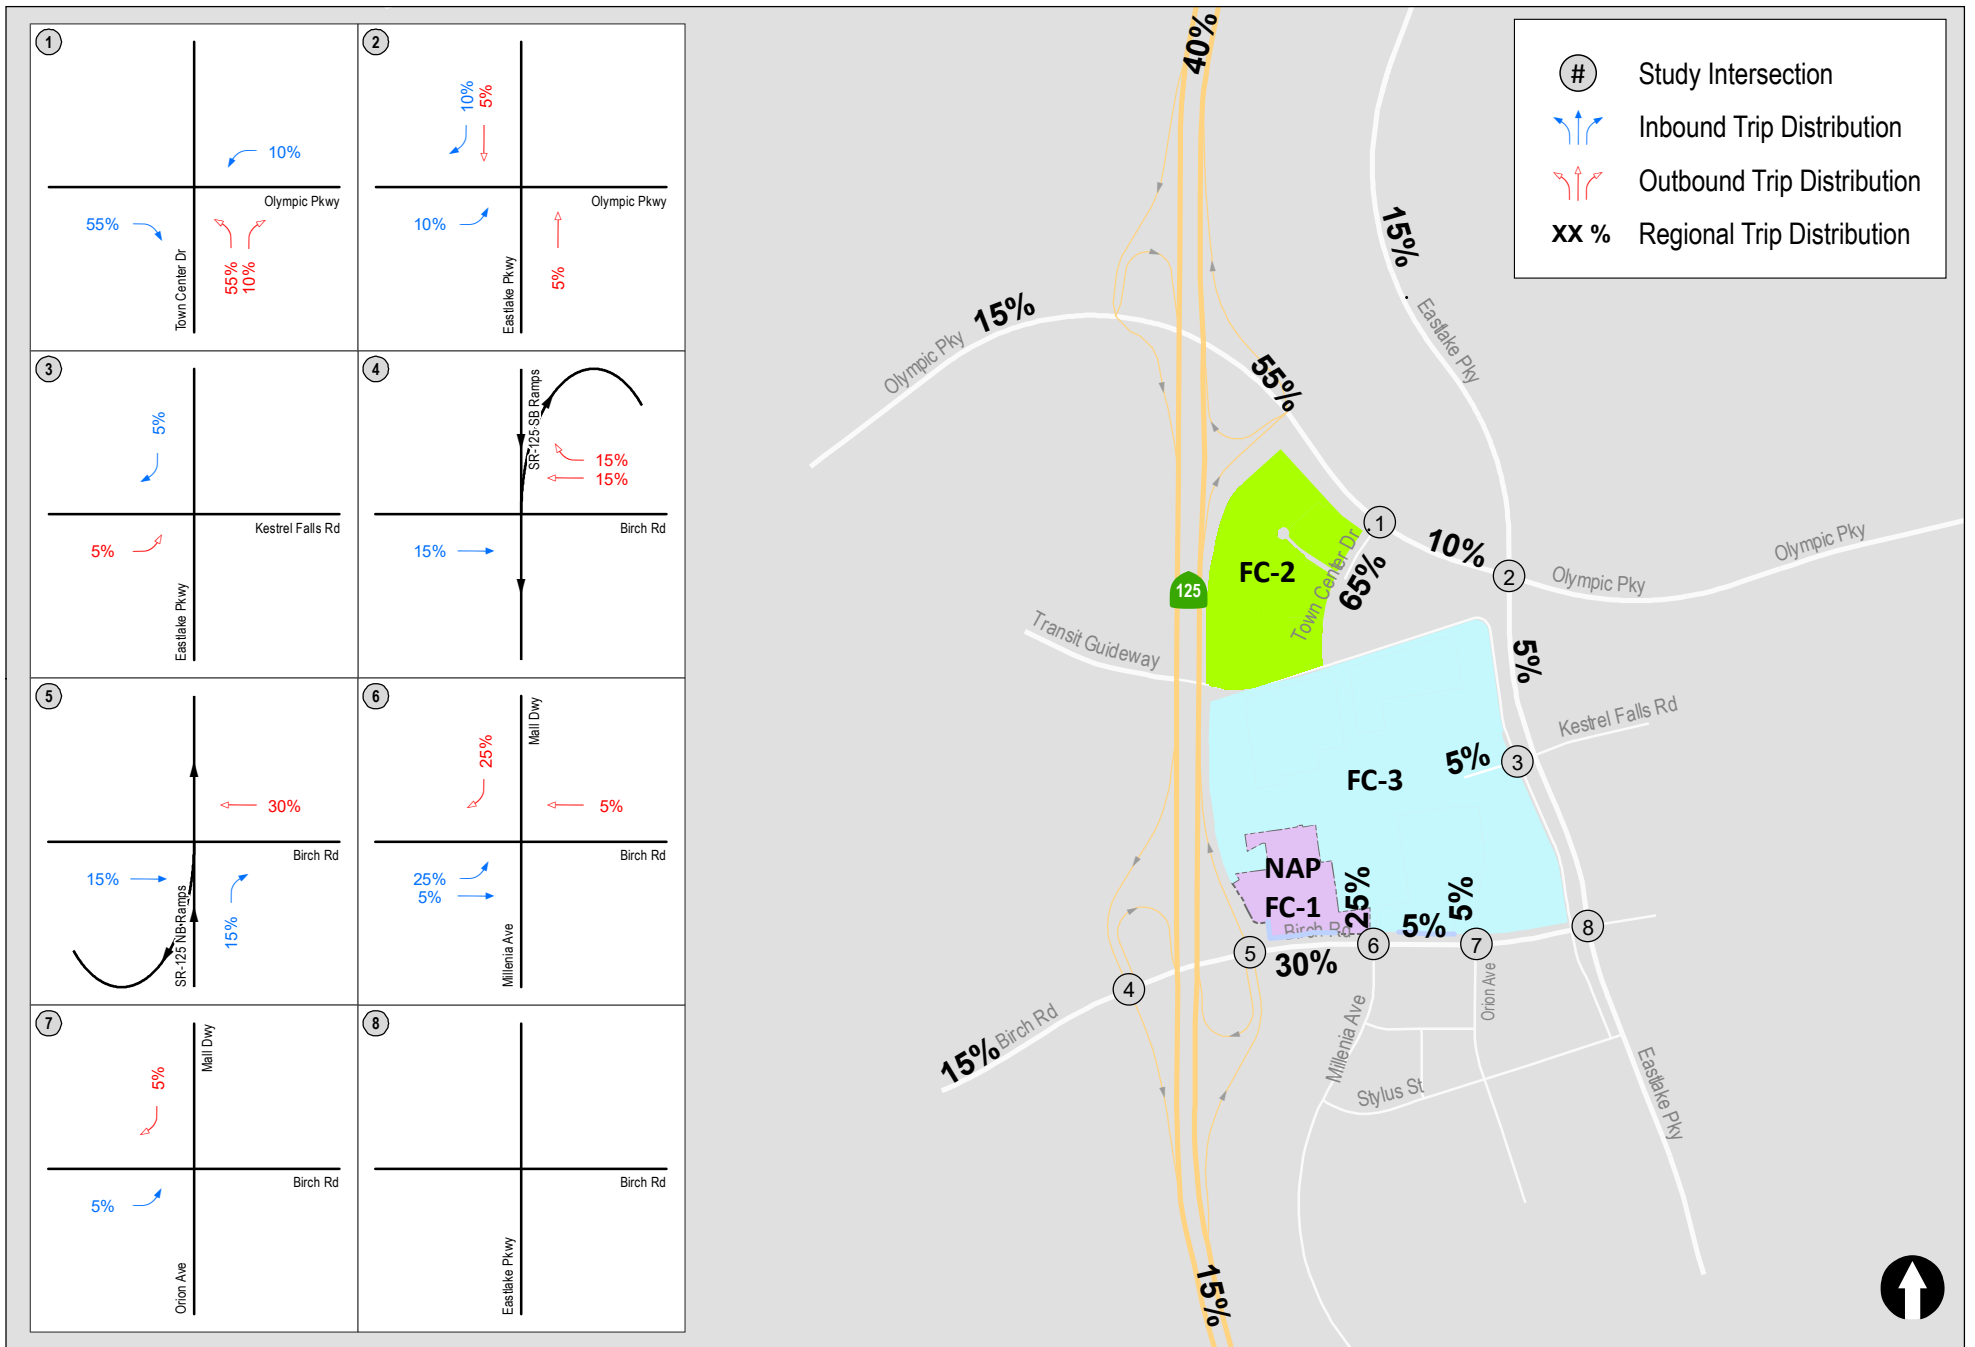 1
10%
Olympic Pkwy
55%
55%
10%
Town Center Dr
2
10%
5%
Olympic Pkwy
10%
5%
Eastlake Pkwy
3
5%
Kestrel Falls Rd
5%
Eastlake Pkwy
4
SR-125 SB Ramps
15%
15%
Birch Rd
15%
5
30%
Birch Rd
15%
15%
SR-125 NB Ramps
6
Mall Dwy
25%
5%
Birch Rd
25%
5%
Millenia Ave
7
Mall Dwy
5%
Birch Rd
5%
Orion Ave
8
Birch Rd
Eastlake Pkwy
# Study Intersection
Inbound Trip Distribution
Outbound Trip Distribution
XX % Regional Trip Distribution
40%
15%
Eastlake Pky
15%
Olympic Pky
55%
1
10%
2
Olympic Pky
Olympic Pky
FC-2
Town Center Dr
65%
125
Transit Guideway
5%
Kestrel Falls Rd
5%
3
FC-3
NAP
FC-1
25%
5%
5%
Birch Rd
30%
4
5
6
7
8
15%
Birch Rd
Millenia Ave
Orion Ave
Stylus St
Eastlake Pky
15%